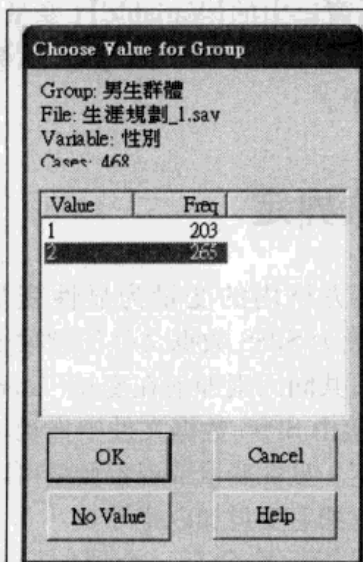 Choose Value for Group
Group: 男生群體
File: 生涯規劃_1.sav
Variable: 性別
Cases: 468
Value Freq
1 203
2 265
OK Cancel
No Value Help